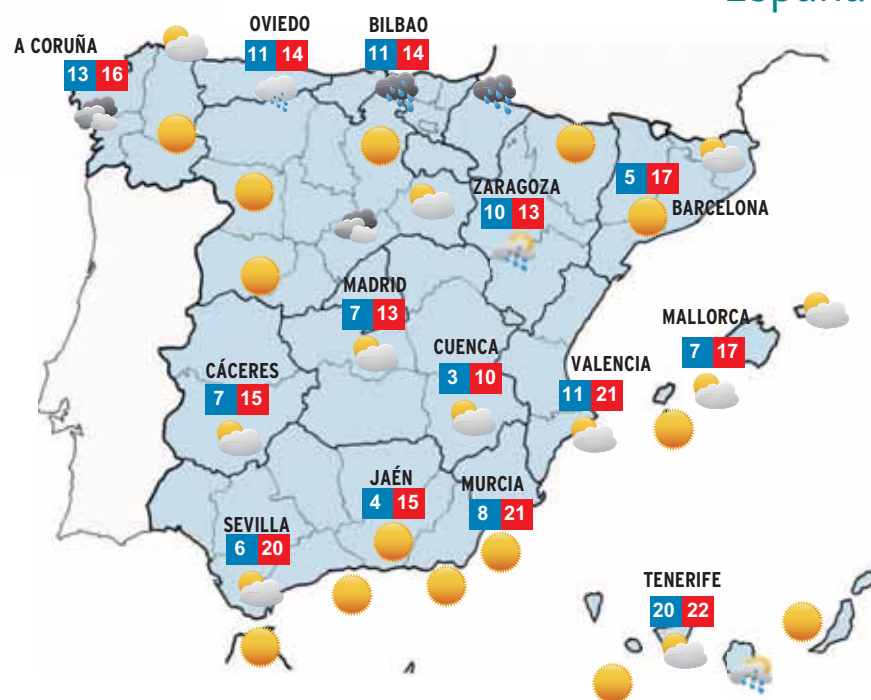 España
A CORUÑA
13 16
OVIEDO
11 14
BILBAO
11 14
ZARAGOZA
10 13
5 17
BARCELONA
MADRID
7 13
CUENCA
3 10
VALENCIA
11 21
MALLORCA
7 17
CÁCERES
7 15
JAÉN
4 15
MURCIA
8 21
SEVILLA
6 20
TENERIFE
20 22